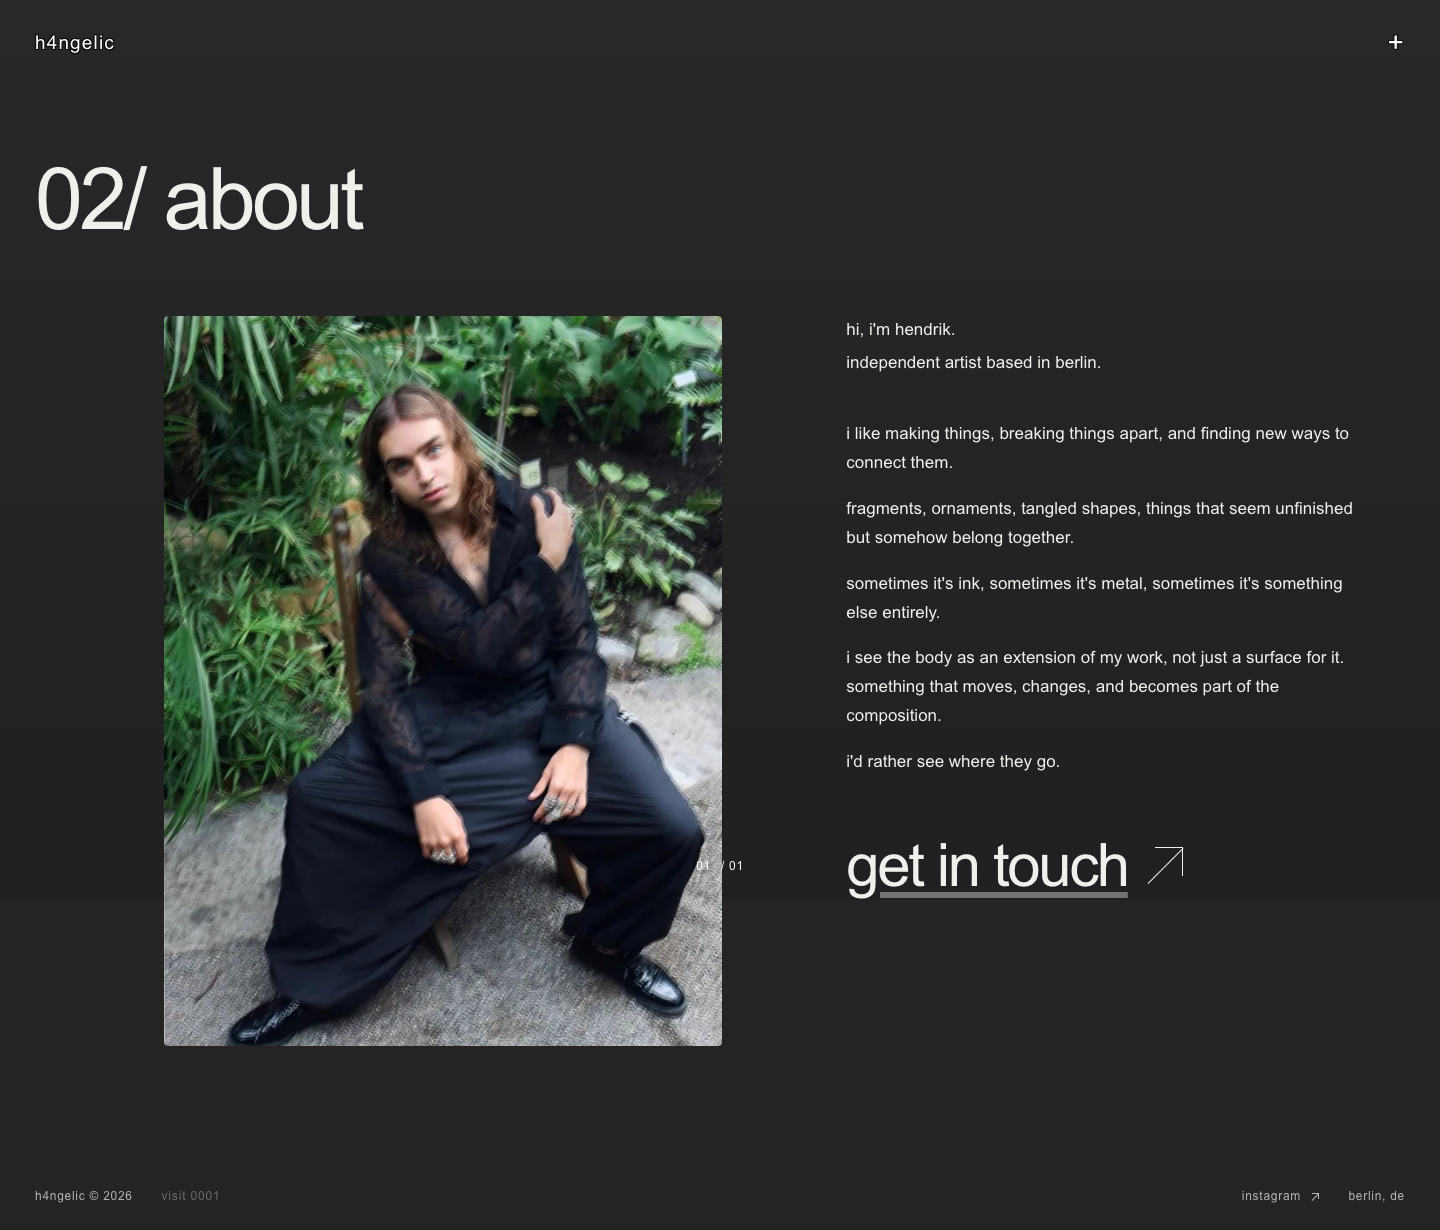 h4ngelic
+
02/ about
hi, i'm hendrik.
independent artist based in berlin.
i like making things, breaking things apart, and finding new ways to
connect them.
fragments, ornaments, tangled shapes, things that seem unfinished
but somehow belong together.
sometimes it's ink, sometimes it's metal, sometimes it's something
else entirely.
i see the body as an extension of my work, not just a surface for it.
something that moves, changes, and becomes part of the
composition.
i'd rather see where they go.
01 / 01
get in touch
h4ngelic © 2026 visit 0001
instagram berlin, de